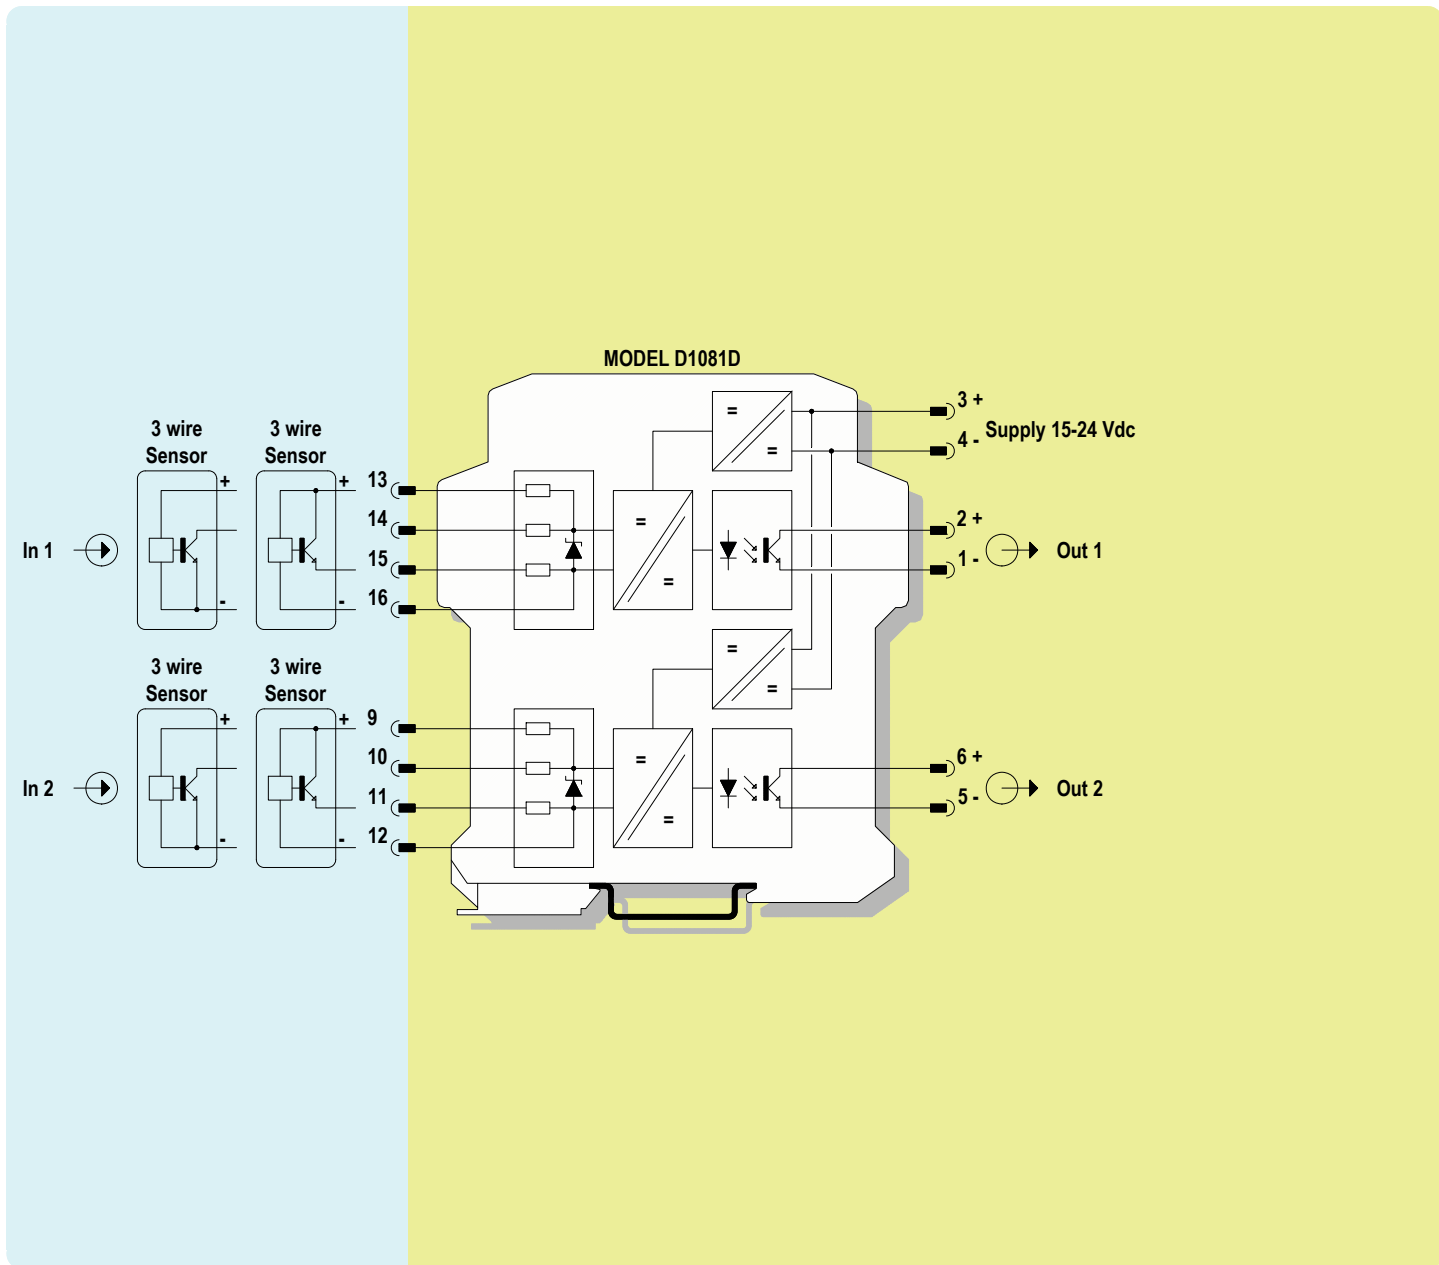 MODEL D1081D
3 +
4 -
Supply 15-24 Vdc
3 wire
Sensor
3 wire
Sensor
+
+
13
14
15
16
-
-
In 1
=
=
=
=
2 +
1 -
Out 1
3 wire
Sensor
3 wire
Sensor
+
+
9
10
11
12
-
-
In 2
=
=
=
=
6 +
5 -
Out 2